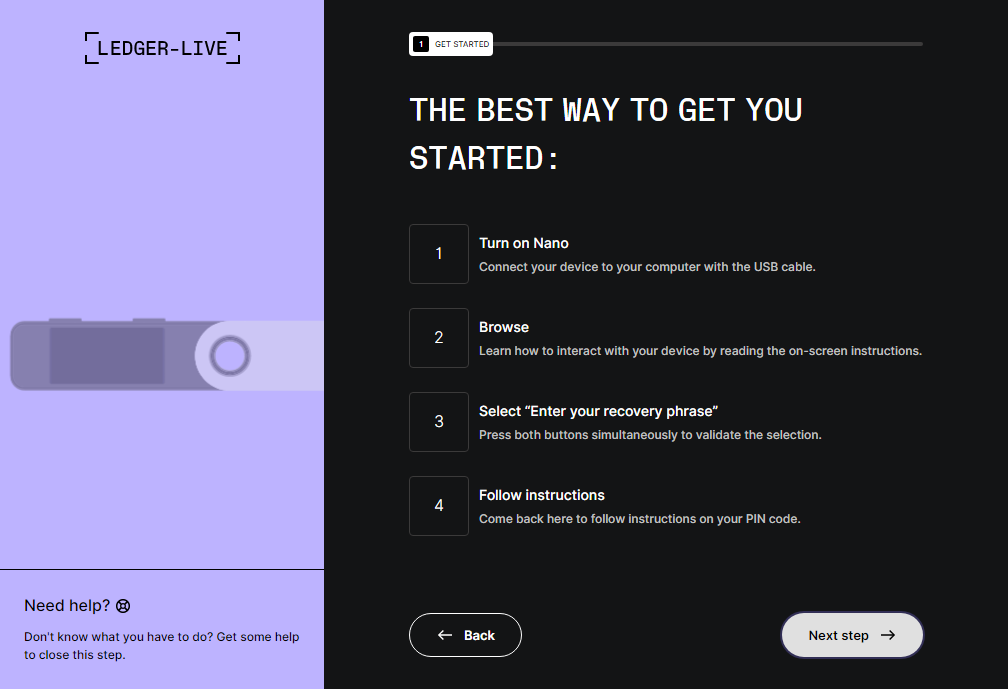 LEDGER-LIVE
1 GET STARTED
THE BEST WAY TO GET YOU
STARTED:
1
Turn on Nano
Connect your device to your computer with the USB cable.
2
Browse
Learn how to interact with your device by reading the on-screen instructions.
3
Select “Enter your recovery phrase”
Press both buttons simultaneously to validate the selection.
4
Follow instructions
Come back here to follow instructions on your PIN code.
Need help?
Don't know what you have to do? Get some help
to close this step.
Back
Next step